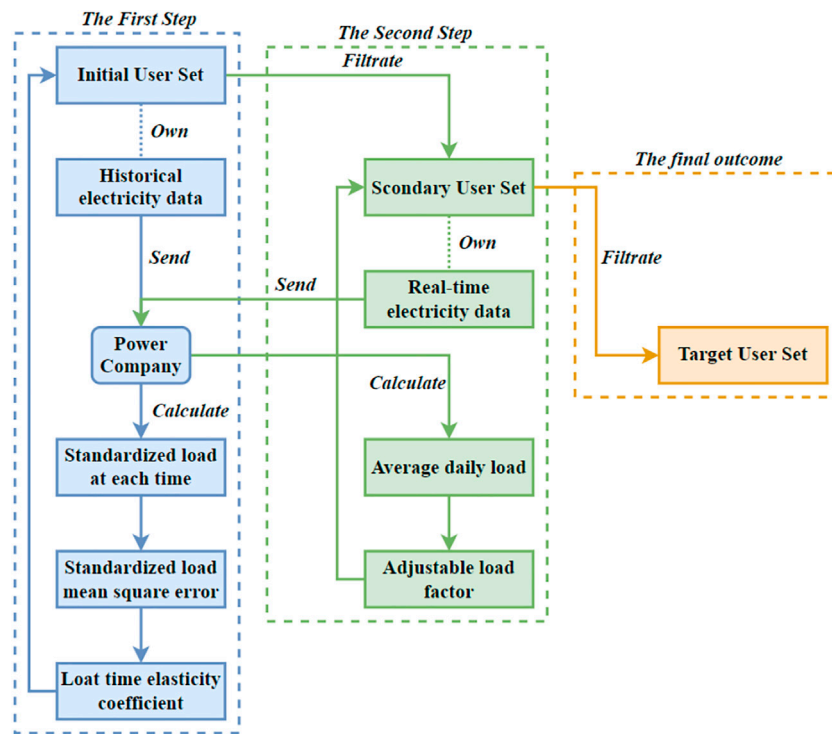 The First Step
Initial User Set
Own
Historical
electricity data
Send
Power
Company
Calculate
Standardized load
at each time
Standardized load
mean square error
Loat time elasticity
coefficient
The Second Step
Filtrate
Scondary User Set
Own
Send
Real-time
electricity data
Calculate
Average daily load
Adjustable load
factor
The final outcome
Filtrate
Target User Set